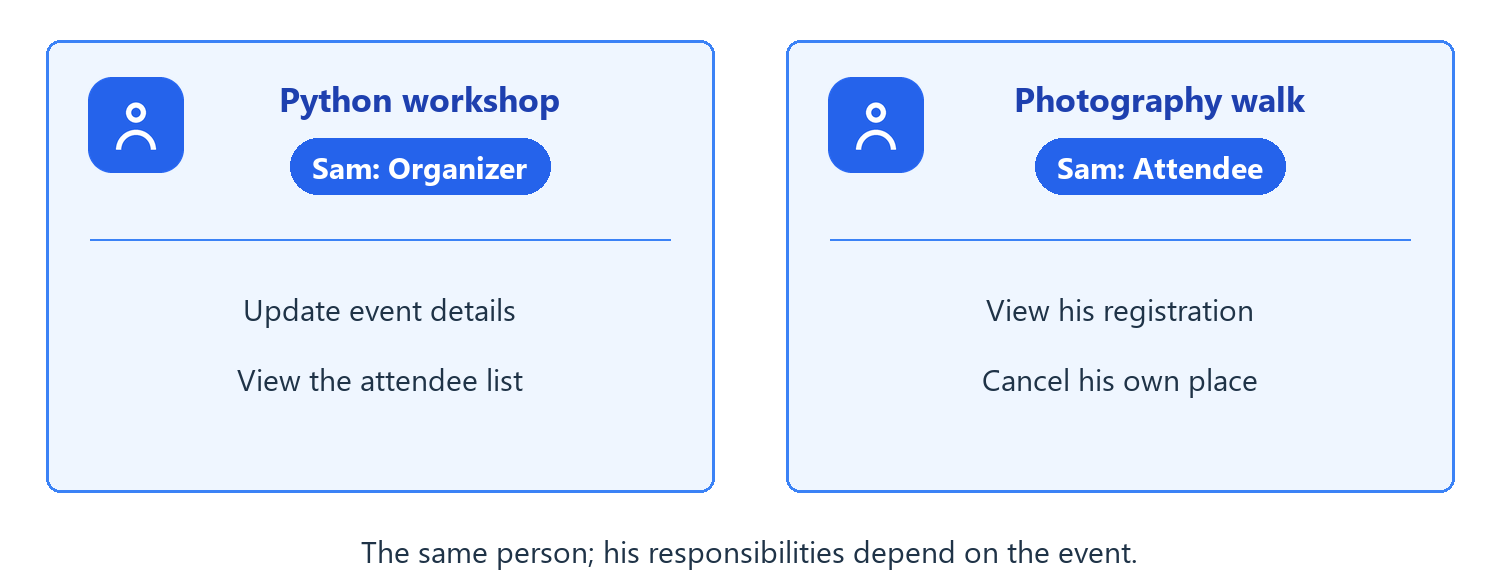 Python workshop
Sam: Organizer
Update event details
View the attendee list
Photography walk
Sam: Attendee
View his registration
Cancel his own place
The same person; his responsibilities depend on the event.